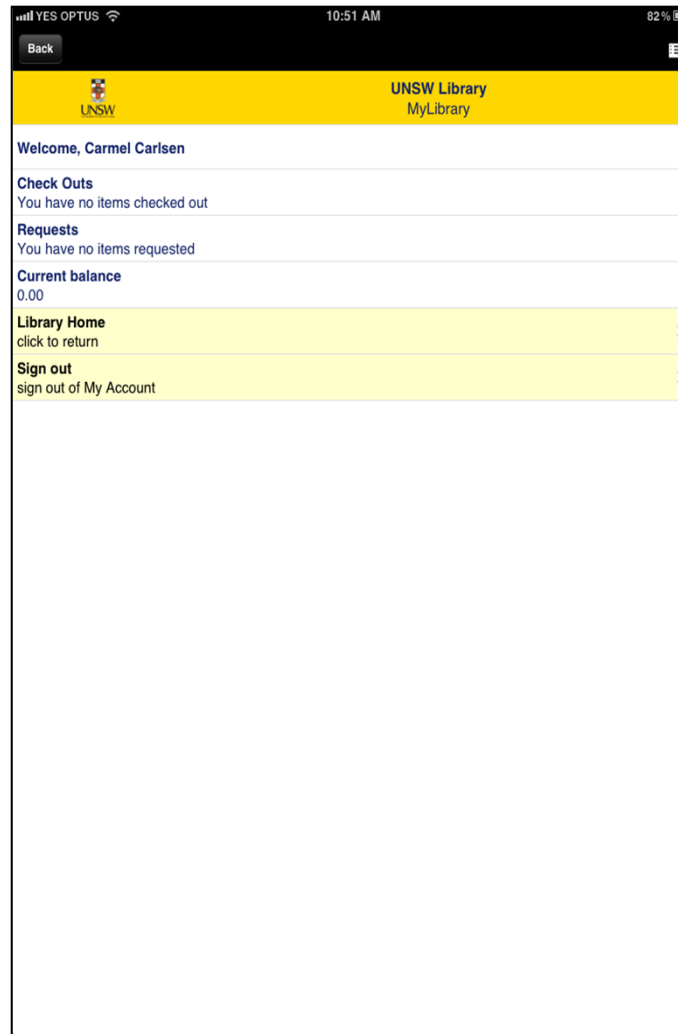 YES OPTUS 10:51 AM 82%
Back
UNSW
UNSW Library
MyLibrary
Welcome, Carmel Carlsen
Check Outs
You have no items checked out
Requests
You have no items requested
Current balance
0.00
Library Home
click to return
Sign out
sign out of My Account